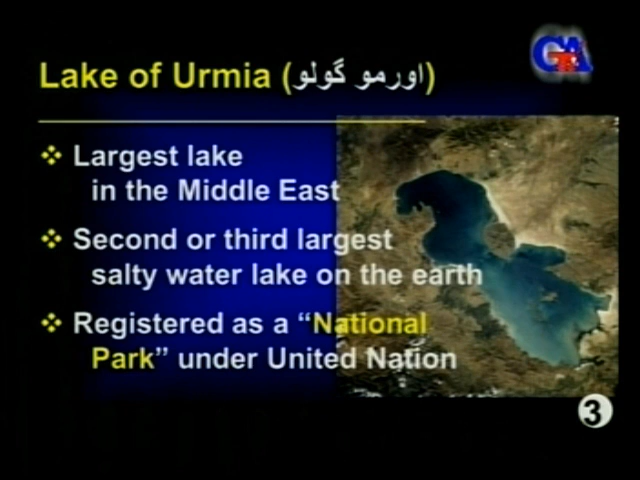 Lake of Urmia (اورمو گولو)
❖ Largest lake
in the Middle East
❖ Second or third largest
salty water lake on the earth
❖ Registered as a “National
Park” under United Nation
3